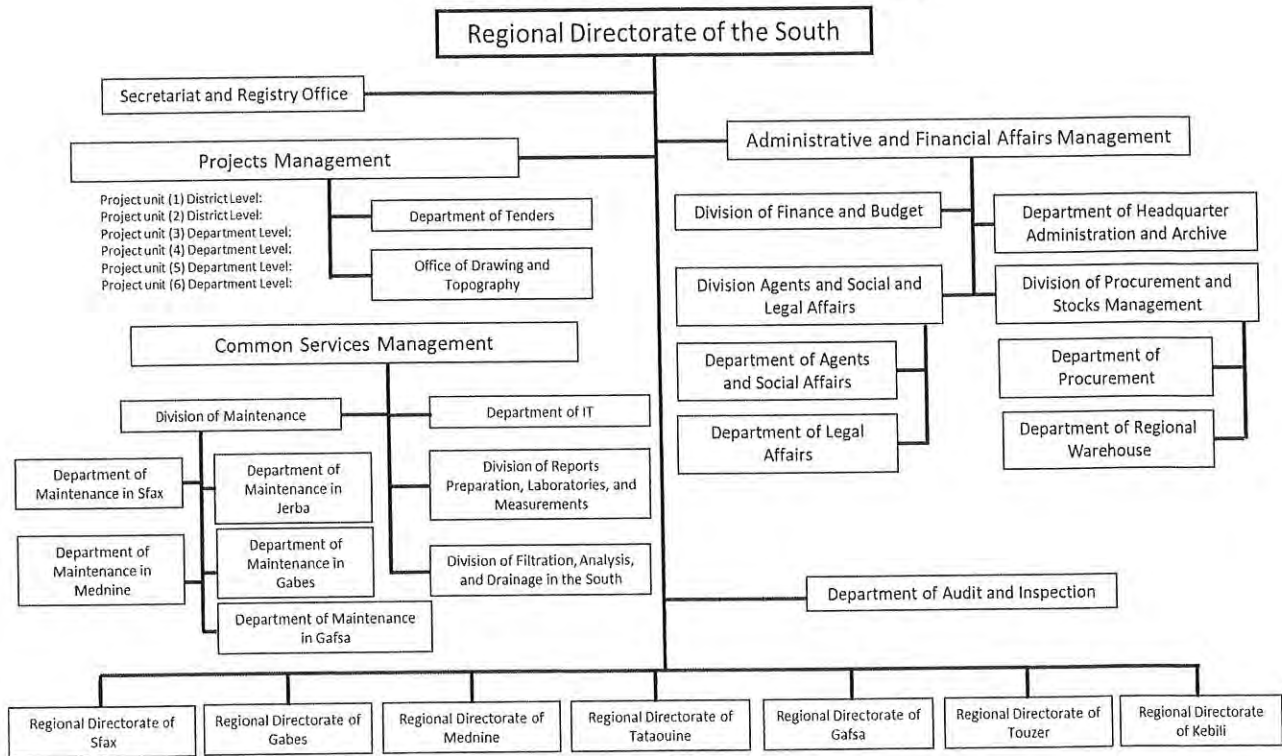 Regional Directorate of the South
Secretariat and Registry Office
Projects Management
Project unit (1) District Level:
Project unit (2) District Level:
Project unit (3) Department Level:
Project unit (4) Department Level:
Project unit (5) Department Level:
Project unit (6) Department Level:
Department of Tenders
Office of Drawing and
Topography
Administrative and Financial Affairs Management
Division of Finance and Budget
Department of Headquarter
Administration and Archive
Division Agents and Social and
Legal Affairs
Division of Procurement and
Stocks Management
Department of Agents
and Social Affairs
Department of
Procurement
Department of Legal
Affairs
Department of Regional
Warehouse
Common Services Management
Division of Maintenance
Department of IT
Department of
Maintenance in Sfax
Department of
Maintenance in
Jerba
Division of Reports
Preparation, Laboratories, and
Measurements
Department of
Maintenance in
Mednine
Department of
Maintenance in
Gabes
Division of Filtration, Analysis,
and Drainage in the South
Department of Maintenance
in Gafsa
Department of Audit and Inspection
Regional Directorate of
Sfax
Regional Directorate of
Gabes
Regional Directorate of
Mednine
Regional Directorate of
Tataouine
Regional Directorate of
Gafsa
Regional Directorate of
Touzer
Regional Directorate
of Kebili